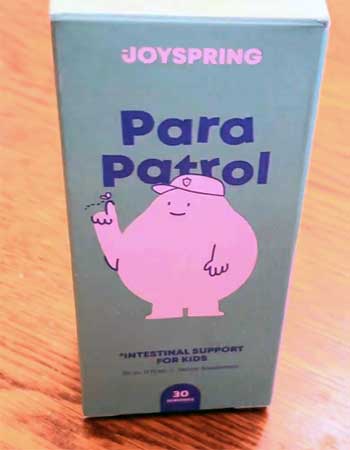 JOYSPRING
Para
Patrol
*INTESTINAL SUPPORT
FOR KIDS
30